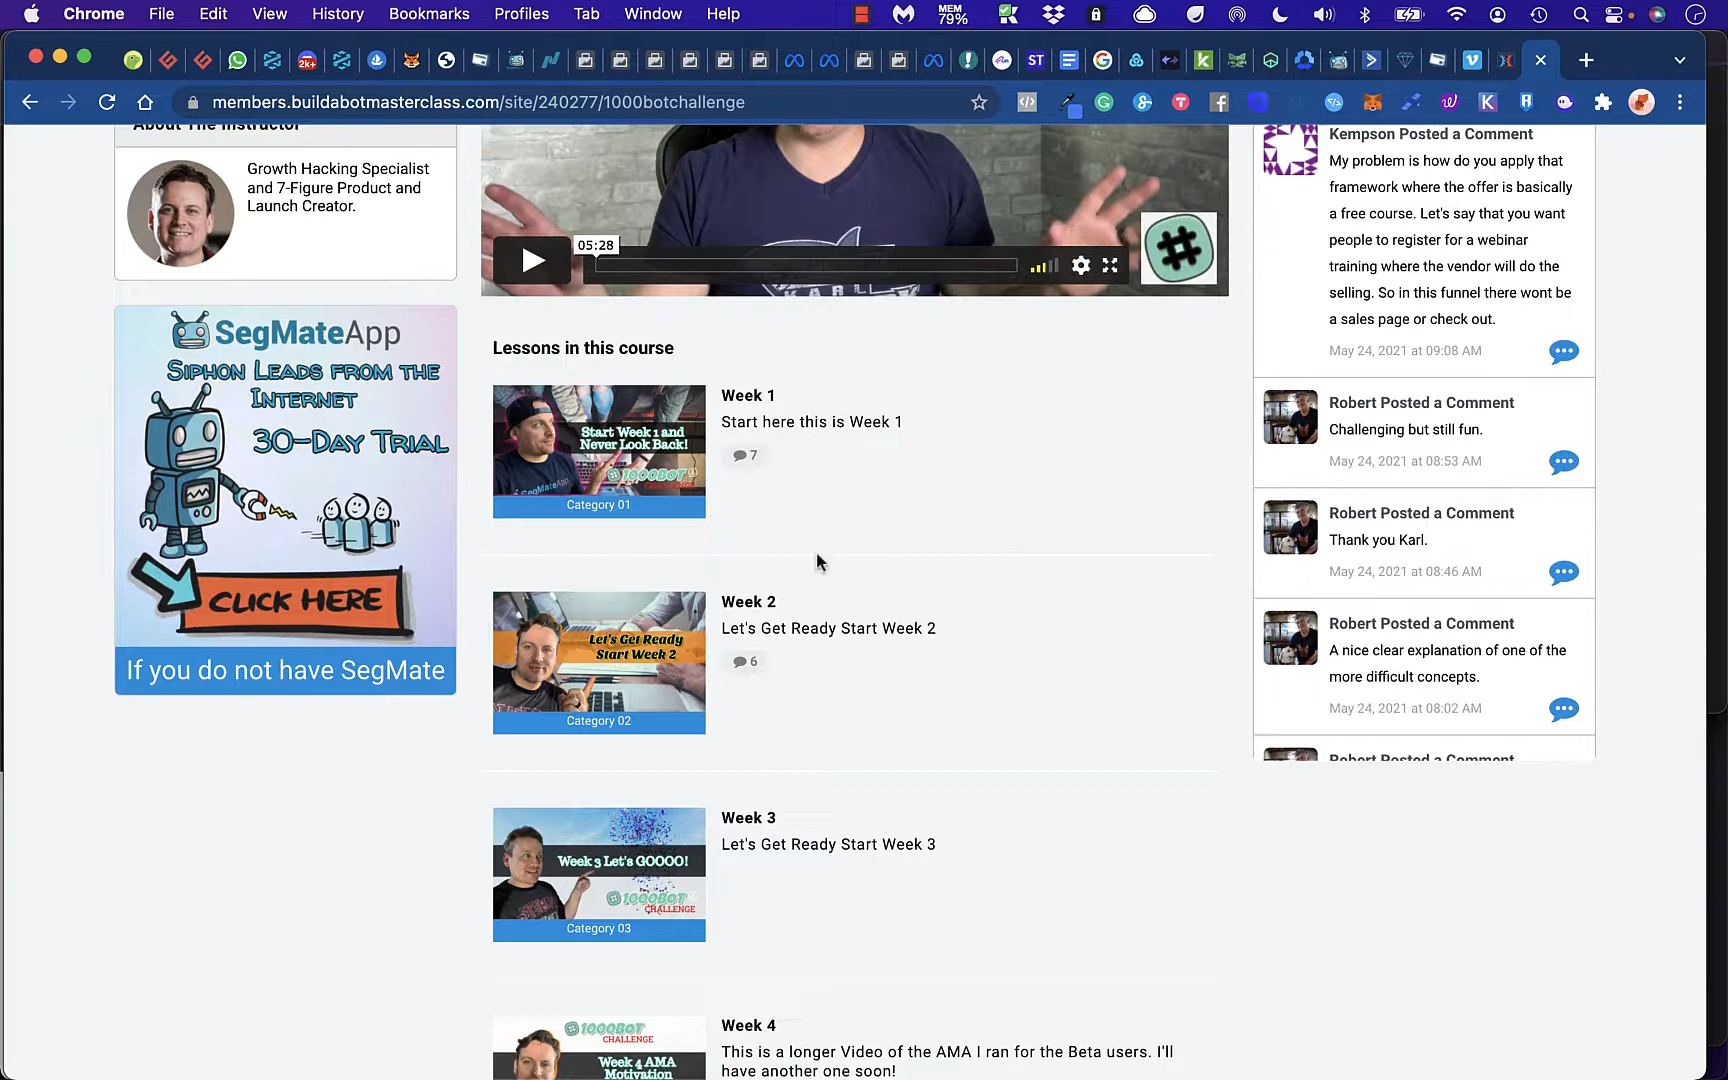 Chrome File Edit View History Bookmarks Profiles Tab Window Help
MEM
79%
2K+
ST
members.buildabotmasterclass.com/site/240277/1000botchallenge
About The Instructor
Growth Hacking Specialist
and 7-Figure Product and
Launch Creator.
SegMateApp
SIPHON LEADS FROM THE
INTERNET
30-DAY TRIAL
CLICK HERE
If you do not have SegMate
KARL
05:28
Lessons in this course
Start Week 1 and
Never Look Back!
1000BOT
SegMateApp
Category 01
Week 1
Start here this is Week 1
7
Let's Get Ready
Start Week 2
Category 02
Week 2
Let's Get Ready Start Week 2
6
Week 3 Let's GOOOO!
1000BOT
CHALLENGE
Category 03
Week 3
Let's Get Ready Start Week 3
1000BOT
CHALLENGE
Week 4 AMA
Motivation
Week 4
This is a longer Video of the AMA I ran for the Beta users. I'll
have another one soon!
Kempson Posted a Comment
My problem is how do you apply that
framework where the offer is basically
a free course. Let's say that you want
people to register for a webinar
training where the vendor will do the
selling. So in this funnel there wont be
a sales page or check out.
May 24, 2021 at 09:08 AM
Robert Posted a Comment
Challenging but still fun.
May 24, 2021 at 08:53 AM
Robert Posted a Comment
Thank you Karl.
May 24, 2021 at 08:46 AM
Robert Posted a Comment
A nice clear explanation of one of the
more difficult concepts.
May 24, 2021 at 08:02 AM
Robert Posted a Comment